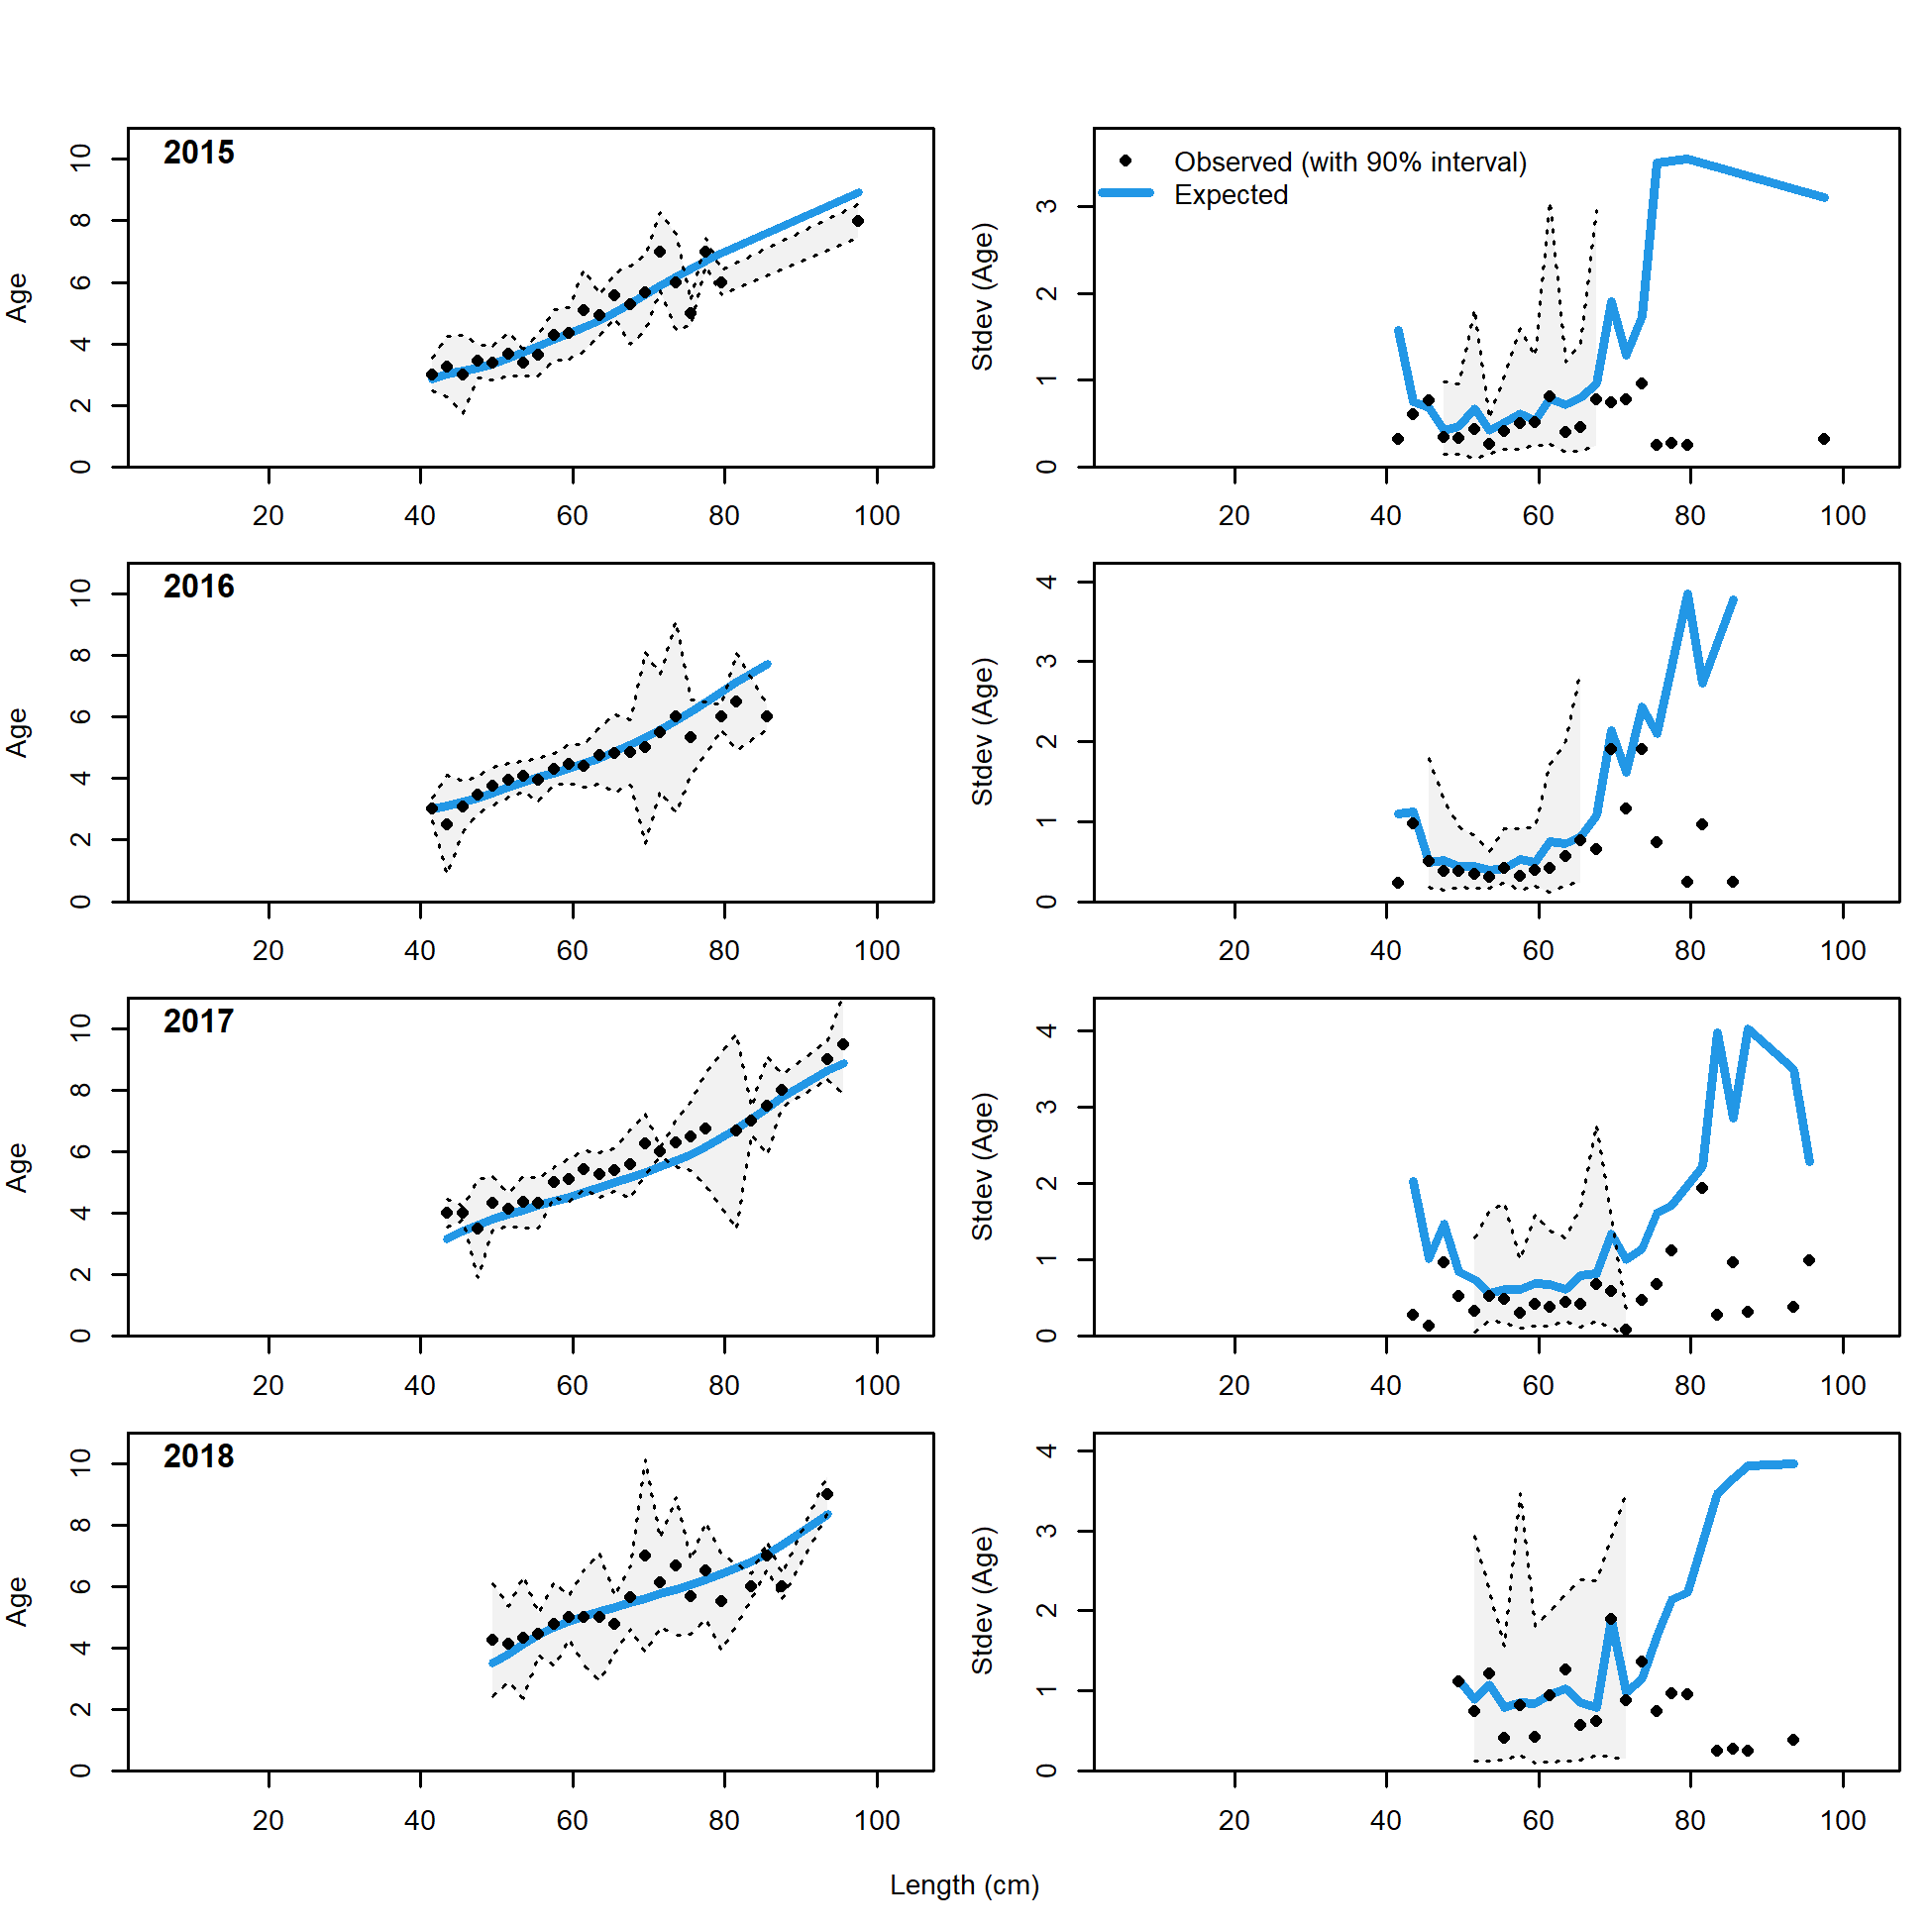 2015
Age
0 2 4 6 8 10
20 40 60 80 100
Observed (with 90% interval)
Expected
Stdev (Age)
0 1 2 3
20 40 60 80 100
2016
Age
0 2 4 6 8 10
20 40 60 80 100
Stdev (Age)
0 1 2 3 4
20 40 60 80 100
2017
Age
0 2 4 6 8 10
20 40 60 80 100
Stdev (Age)
0 1 2 3 4
20 40 60 80 100
2018
Age
0 2 4 6 8 10
20 40 60 80 100
Stdev (Age)
0 1 2 3 4
20 40 60 80 100
Length (cm)